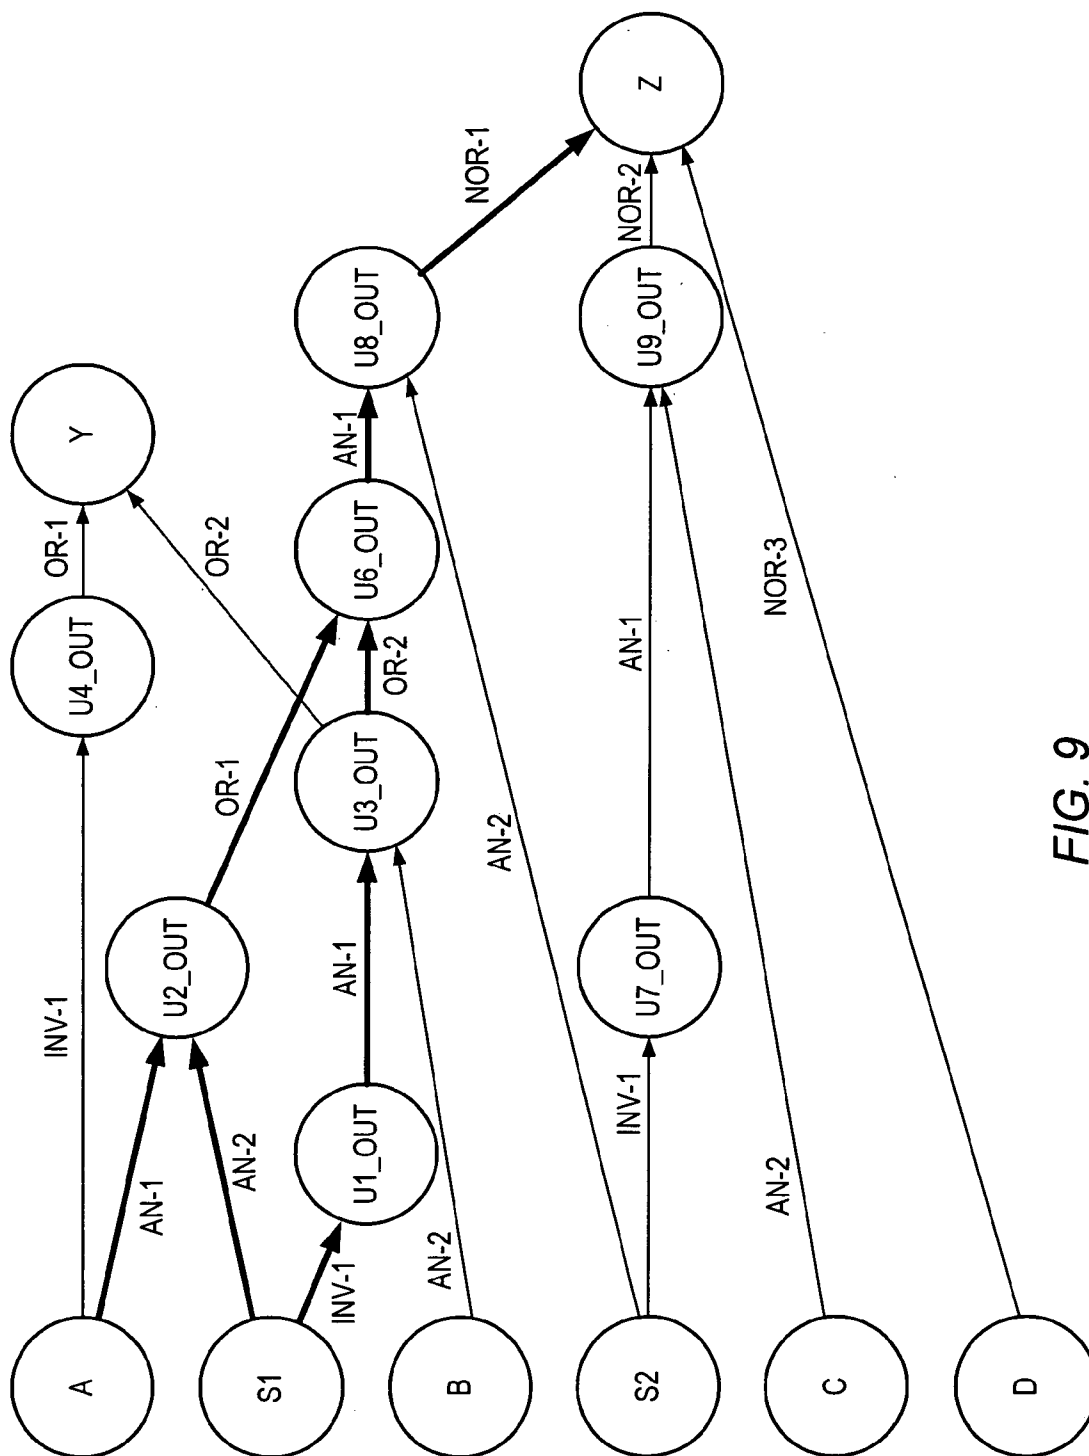 INV-1
OR-1
A
U4_OUT
Y
AN-1
U2_OUT
OR-2
OR-1
AN-2
S1
INV-1
AN-1
AN-1
U1_OUT
U3_OUT
U6_OUT
U8_OUT
OR-2
AN-2
B
NOR-1
AN-2
INV-1
AN-1
NOR-2
S2
U7_OUT
U9_OUT
Z
AN-2
NOR-3
C
D
FIG. 9